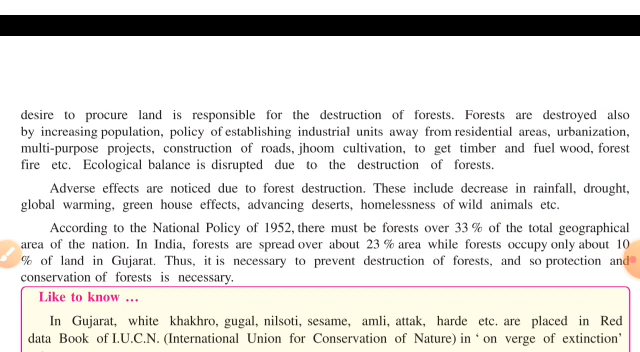 desire to procure land is responsible for the destruction of forests. Forests are destroyed also
by increasing population, policy of establishing industrial units away from residential areas, urbanization,
multi-purpose projects, construction of roads, jhoom cultivation, to get timber and fuel wood, forest
fire etc. Ecological balance is disrupted due to the destruction of forests.
Adverse effects are noticed due to forest destruction. These include decrease in rainfall, drought,
global warming, green house effects, advancing deserts, homelessness of wild animals etc.
According to the National Policy of 1952, there must be forests over 33 % of the total geographical
area of the nation. In India, forests are spread over about 23 % area while forests occupy only about 10
% of land in Gujarat. Thus, it is necessary to prevent destruction of forests, and so protection and
conservation of forests is necessary.
Like to know ...
In Gujarat, white khakhro, gugal, nilsoti, sesame, amli, attak, harde etc. are placed in Red
data Book of I.U.C.N. (International Union for Conservation of Nature) in ‘ on verge of extinction’